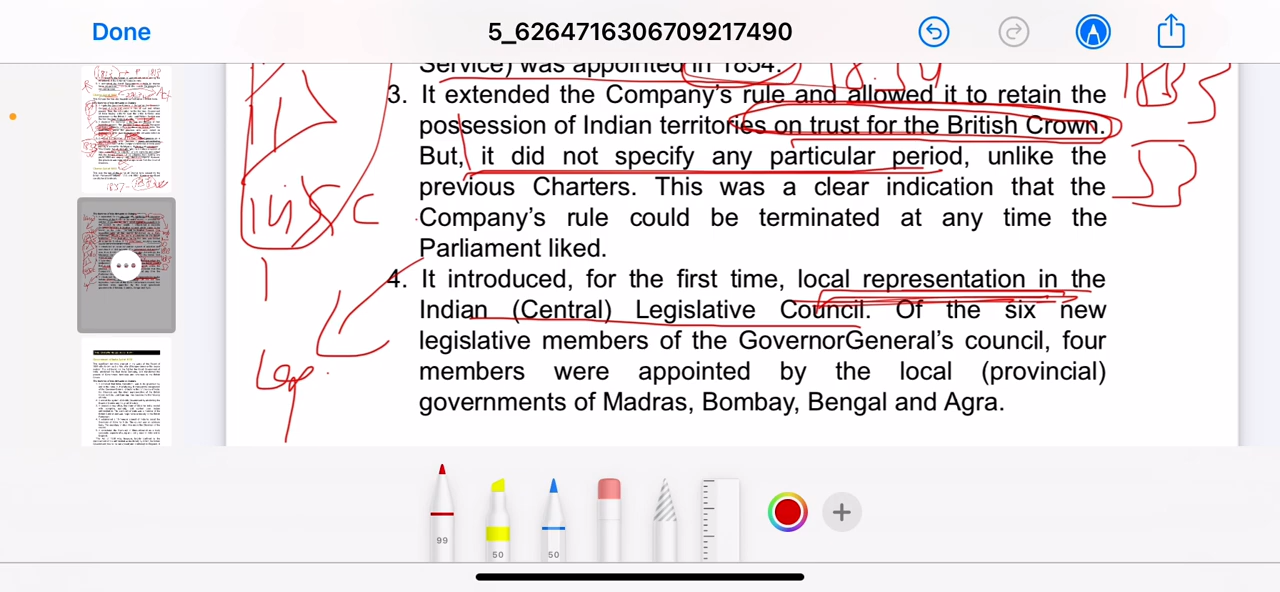 Done
5_6264716306709217490
Service) was appointed in 1854.
18.54
1853
3. It extended the Company's rule and allowed it to retain the
possession of Indian territories on trust for the British Crown.
But, it did not specify any particular period, unlike the
previous Charters. This was a clear indication that the
Company's rule could be terminated at any time the
Parliament liked.
4. It introduced, for the first time, local representation in the
Indian (Central) Legislative Council. Of the six new
legislative members of the GovernorGeneral's council, four
members were appointed by the local (provincial)
governments of Madras, Bombay, Bengal and Agra.
99
50
50